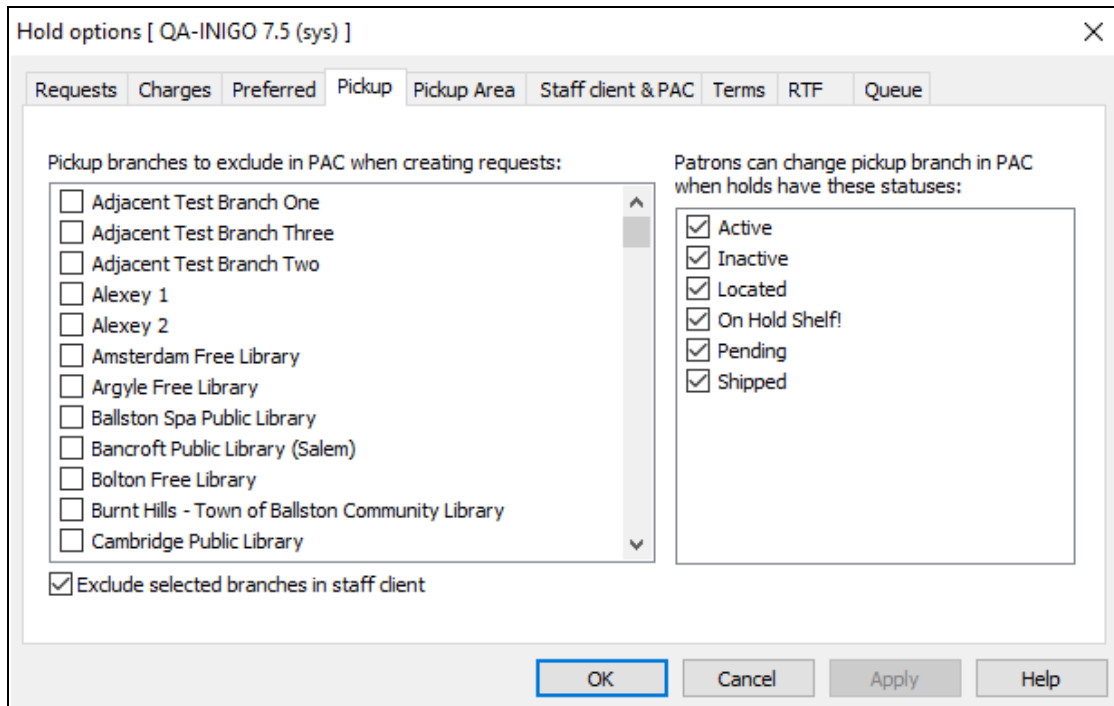 Hold options [ QA-INIGO 7.5 (sys) ]
Requests Charges Preferred Pickup Pickup Area Staff client & PAC Terms RTF Queue
Pickup branches to exclude in PAC when creating requests:
Adjacent Test Branch One
Adjacent Test Branch Three
Adjacent Test Branch Two
Alexey 1
Alexey 2
Amsterdam Free Library
Argyle Free Library
Ballston Spa Public Library
Bancroft Public Library (Salem)
Bolton Free Library
Burnt Hills - Town of Ballston Community Library
Cambridge Public Library
Exclude selected branches in staff client
Patrons can change pickup branch in PAC
when holds have these statuses:
Active
Inactive
Located
On Hold Shelf!
Pending
Shipped
OK Cancel Apply Help